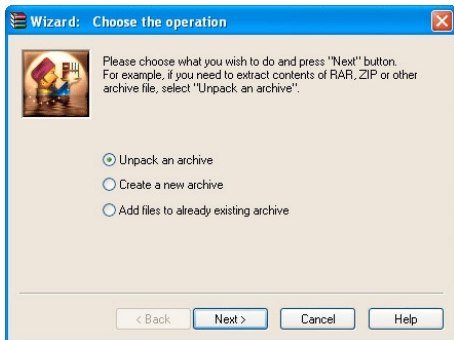 Wizard:   Choose the operation
Please choose what you wish to do and press "Next" button.
For example, if you need to extract contents of RAR, ZIP or other
archive file, select "Unpack an archive".
Unpack an archive
Create a new archive
Add files to already existing archive
< Back   Next >   Cancel   Help